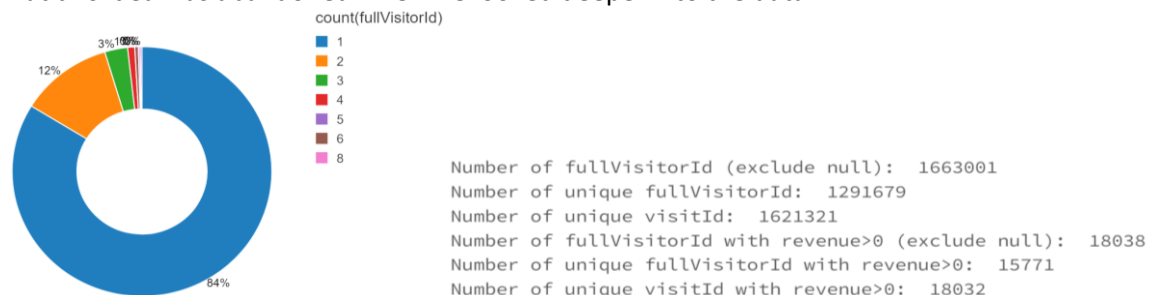 count(fullVisitorId)
1
2
3
4
5
6
8
3%
12%
84%
Number of fullVisitorId (exclude null): 1663001
Number of unique fullVisitorId: 1291679
Number of unique visitId: 1621321
Number of fullVisitorId with revenue>0 (exclude null): 18038
Number of unique fullVisitorId with revenue>0: 15771
Number of unique visitId with revenue>0: 18032